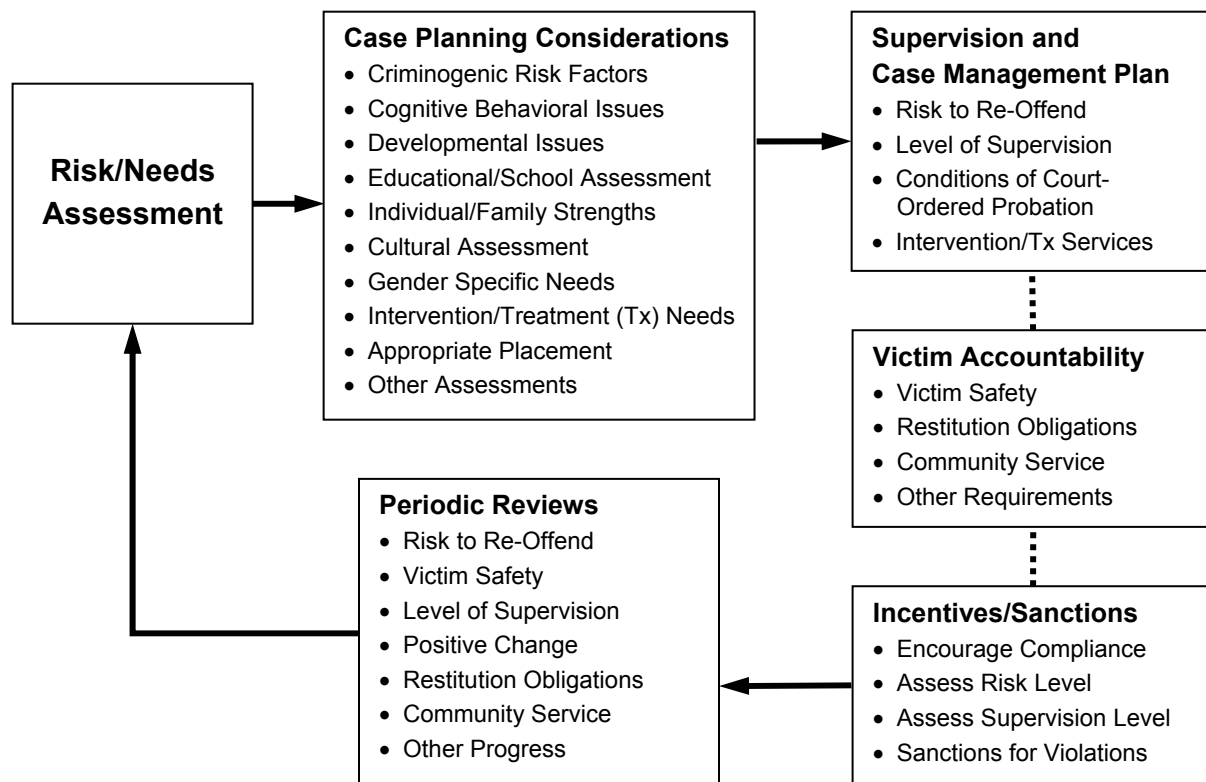 Risk/Needs
Assessment
Case Planning Considerations
• Criminogenic Risk Factors
• Cognitive Behavioral Issues
• Developmental Issues
• Educational/School Assessment
• Individual/Family Strengths
• Cultural Assessment
• Gender Specific Needs
• Intervention/Treatment (Tx) Needs
• Appropriate Placement
• Other Assessments
Supervision and
Case Management Plan
• Risk to Re-Offend
• Level of Supervision
• Conditions of Court-
Ordered Probation
• Intervention/Tx Services
Victim Accountability
• Victim Safety
• Restitution Obligations
• Community Service
• Other Requirements
Incentives/Sanctions
• Encourage Compliance
• Assess Risk Level
• Assess Supervision Level
• Sanctions for Violations
Periodic Reviews
• Risk to Re-Offend
• Victim Safety
• Level of Supervision
• Positive Change
• Restitution Obligations
• Community Service
• Other Progress